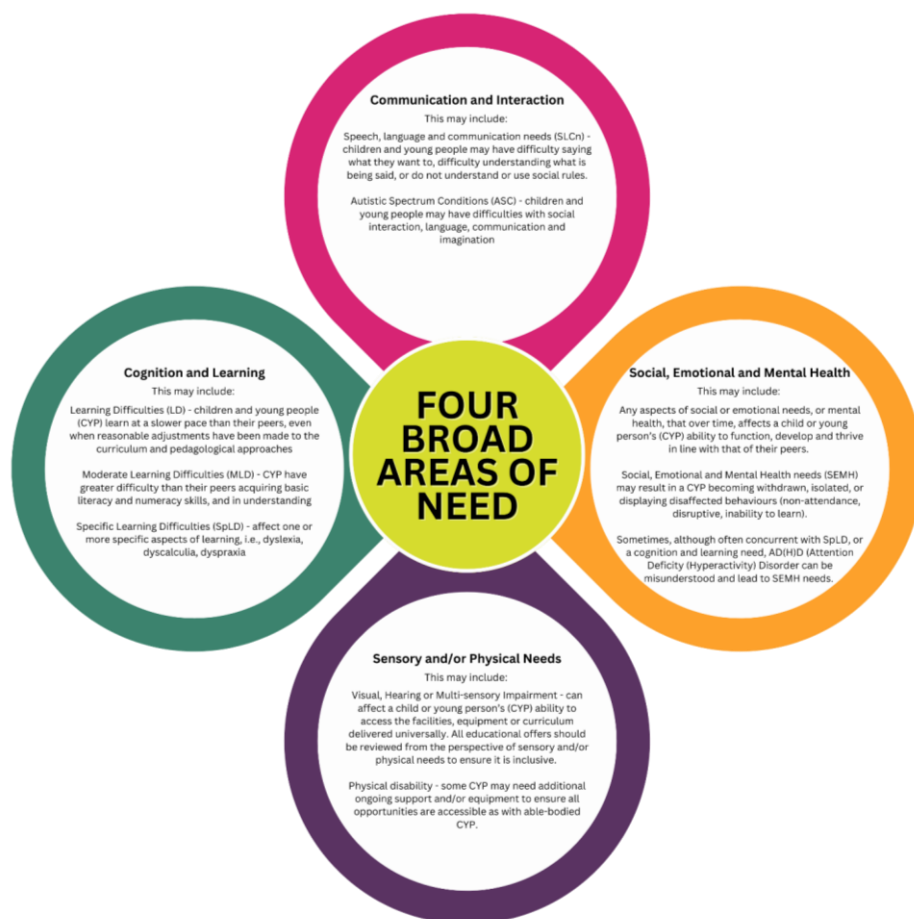 Communication and Interaction
This may include:
Speech, language and communication needs (SLCn) -
children and young people may have difficulty saying
what they want to, difficulty understanding what is
being said, or do not understand or use social rules.
Autistic Spectrum Conditions (ASC) - children and
young people may have difficulties with social
interaction, language, communication and
imagination
Cognition and Learning
This may include:
Learning Difficulties (LD) - children and young people
(CYP) learn at a slower pace than their peers, even
when reasonable adjustments have been made to the
curriculum and pedagological approaches
Moderate Learning Difficulties (MLD) - CYP have
greater difficulty than their peers acquiring basic
literacy and numeracy skills, and in understanding
Specific Learning Difficulties (SpLD) - affect one or
more specific aspects of learning, i.e., dyslexia,
dyscalculia, dyspraxia
FOUR
BROAD
AREAS OF
NEED
Social, Emotional and Mental Health
This may include:
Any aspects of social or emotional needs, or mental
health, that over time, affects a child or young
person's (CYP) ability to function, develop and thrive
in line with that of their peers.
Social, Emotional and Mental Health needs (SEMH)
may result in a CYP becoming withdrawn, isolated, or
displaying disaffected behaviours (non-attendance,
disruptive, inability to learn).
Sometimes, although often concurrent with SpLD, or
a cognition and learning need, AD(H)D (Attention
Deficity (Hyperactivity) Disorder can be
misunderstood and lead to SEMH needs.
Sensory and/or Physical Needs
This may include:
Visual, Hearing or Multi-sensory Impairment - can
affect a child or young person's (CYP) ability to
access the facilities, equipment or curriculum
delivered universally. All educational offers should
be reviewed from the perspective of sensory and/or
physical needs to ensure it is inclusive.
Physical disability - some CYP may need additional
ongoing support and/or equipment to ensure all
opportunities are accessible as with able-bodied
CYP.